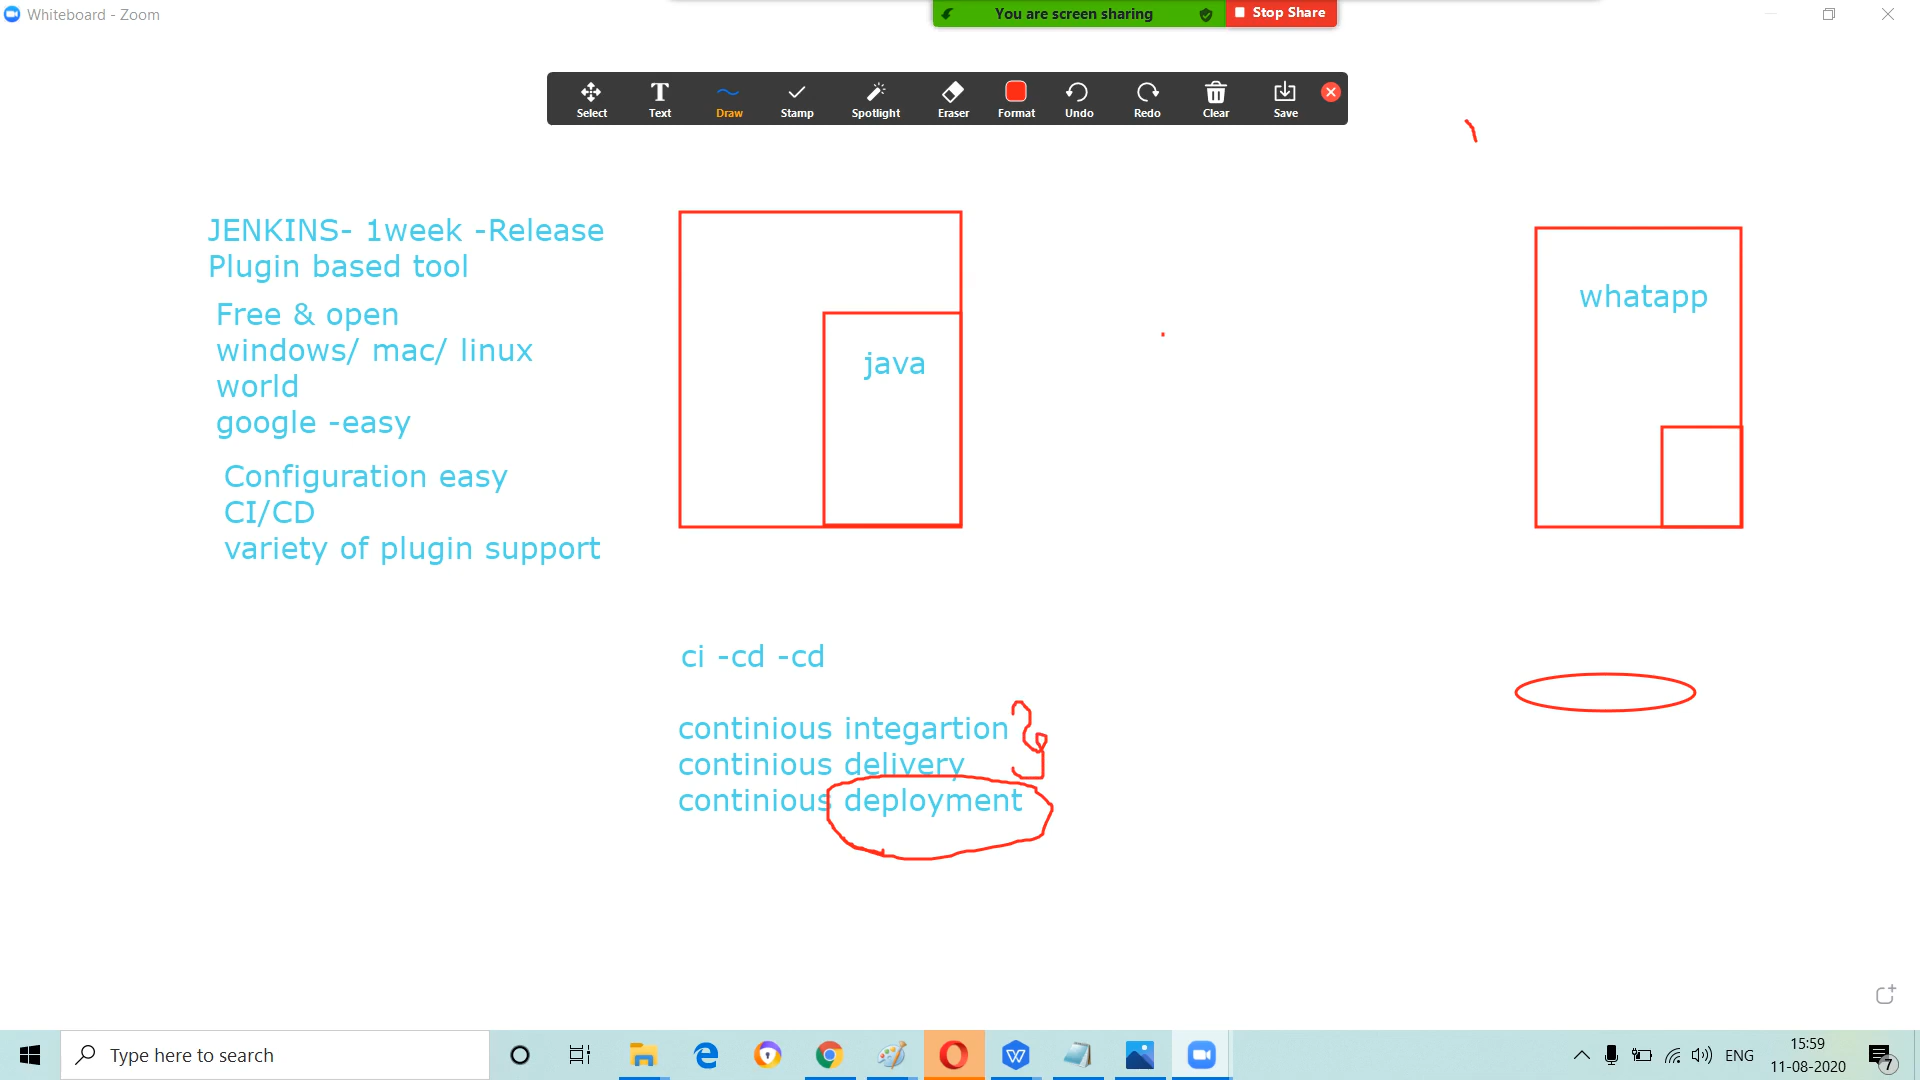 Whiteboard - Zoom
You are screen sharing
Stop Share
Select
Text
Draw
Stamp
Spotlight
Eraser
Format
Undo
Redo
Clear
Save
JENKINS- 1week -Release
Plugin based tool
Free & open
windows/ mac/ linux
world
google -easy
Configuration easy
CI/CD
variety of plugin support
java
whatapp
ci -cd -cd
continious integartion
continious delivery
continious deployment
Type here to search
ENG
15:59
11-08-2020
7